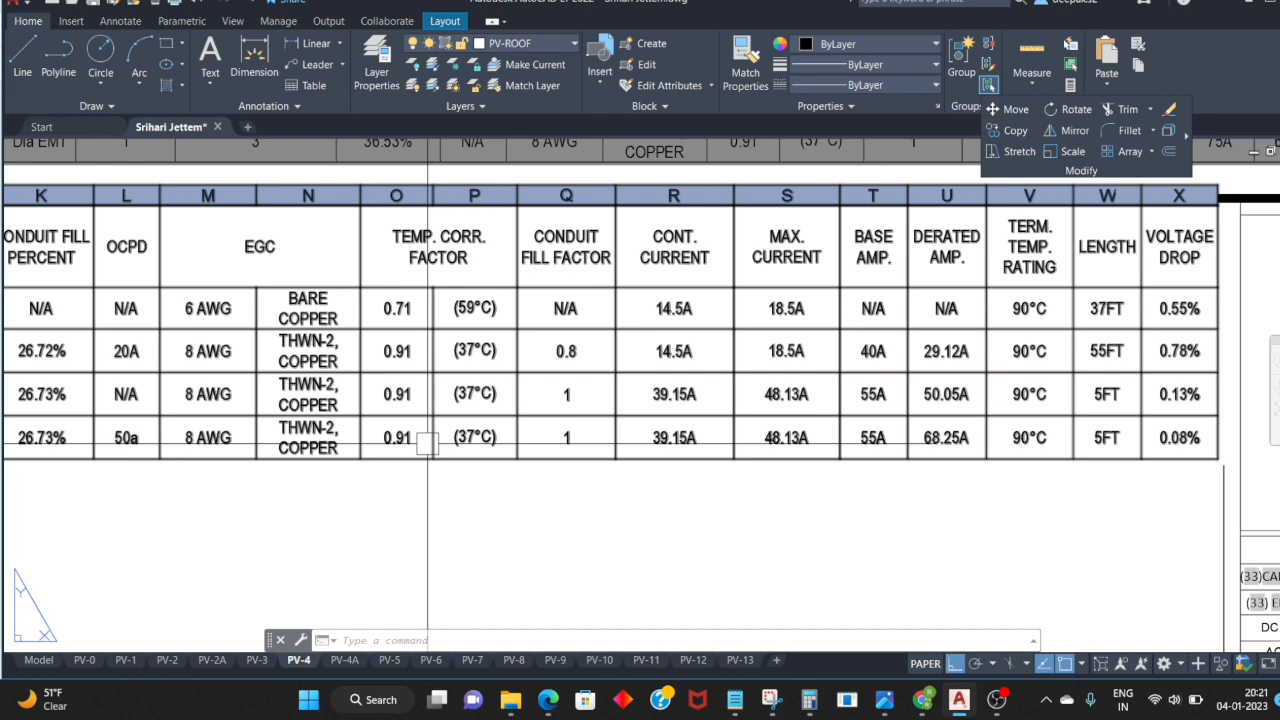 Share
Type a keyword or phrase
Home Insert Annotate Parametric View Manage Output Collaborate Layout
Line Polyline Circle Arc
Draw
Text Dimension
Linear
Leader
Table
Annotation
Layer Properties
PV-ROOF
Make Current
Match Layer
Layers
Insert
Create
Edit
Edit Attributes
Block
Match Properties
ByLayer
ByLayer
ByLayer
Properties
Group
Measure
Paste
Move Rotate Trim
Copy Mirror Fillet
Stretch Scale Array
Modify
Start Srihari Jettem*
Dia EMT 1 3 36.53% N/A 8 AWG COPPER 0.91 (37°C) 1 75A
K L M N O P Q R S T U V W X
ONDUIT FILL PERCENT OCPD EGC TEMP. CORR. FACTOR CONDUIT FILL FACTOR CONT. CURRENT MAX. CURRENT BASE AMP. DERATED AMP. TERM. TEMP. RATING LENGTH VOLTAGE DROP
N/A N/A 6 AWG BARE COPPER 0.71 (59°C) N/A 14.5A 18.5A N/A N/A 90°C 37FT 0.55%
26.72% 20A 8 AWG THWN-2, COPPER 0.91 (37°C) 0.8 14.5A 18.5A 40A 29.12A 90°C 55FT 0.78%
26.73% N/A 8 AWG THWN-2, COPPER 0.91 (37°C) 1 39.15A 48.13A 55A 50.05A 90°C 5FT 0.13%
26.73% 50a 8 AWG THWN-2, COPPER 0.91 (37°C) 1 39.15A 48.13A 55A 68.25A 90°C 5FT 0.08%
(33)CA
(33) E
DC
Y
X
Type a command
Model PV-0 PV-1 PV-2 PV-2A PV-3 PV-4 PV-4A PV-5 PV-6 PV-7 PV-8 PV-9 PV-10 PV-11 PV-12 PV-13 +
PAPER
51°F
Clear
Search
ENG
IN
20:21
04-01-2023